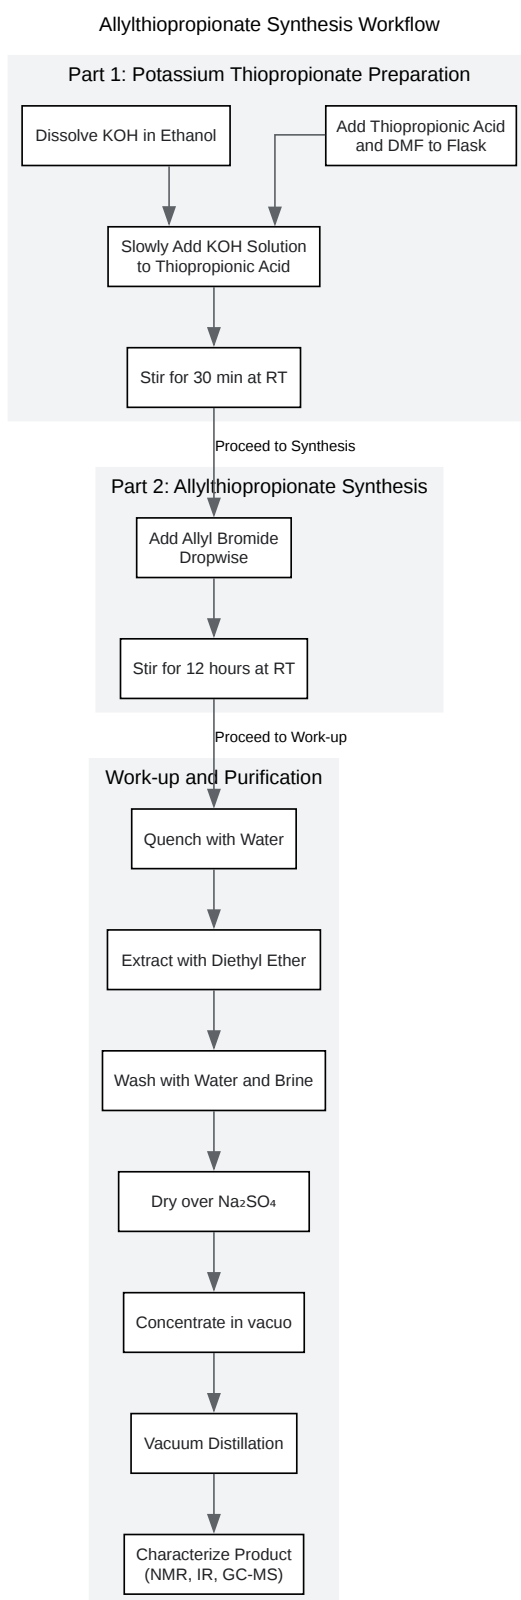 Allylthiopropionate Synthesis Workflow
Part 1: Potassium Thiopropionate Preparation
Dissolve KOH in Ethanol
Add Thiopropionic Acid
and DMF to Flask
Slowly Add KOH Solution
to Thiopropionic Acid
Stir for 30 min at RT
Proceed to Synthesis
Part 2: Allylthiopropionate Synthesis
Add Allyl Bromide
Dropwise
Stir for 12 hours at RT
Proceed to Work-up
Work-up and Purification
Quench with Water
Extract with Diethyl Ether
Wash with Water and Brine
Dry over Na₂SO₄
Concentrate in vacuo
Vacuum Distillation
Characterize Product
(NMR, IR, GC-MS)